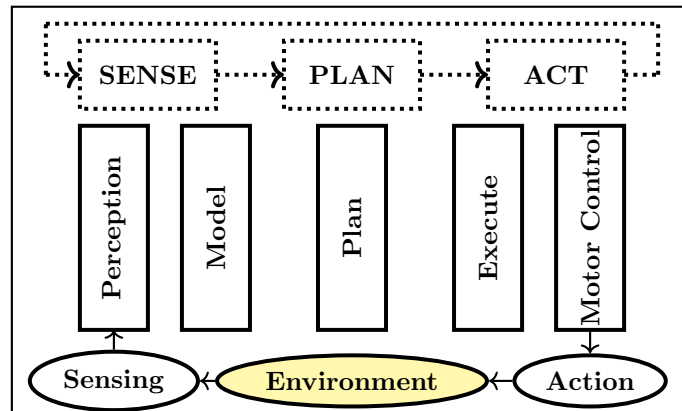 SENSE
PLAN
ACT
Perception
Model
Plan
Execute
Motor Control
Sensing
Environment
Action